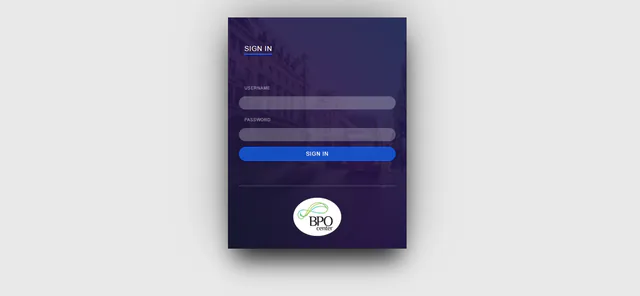 SIGN IN
USERNAME
PASSWORD
SIGN IN
BPO
center